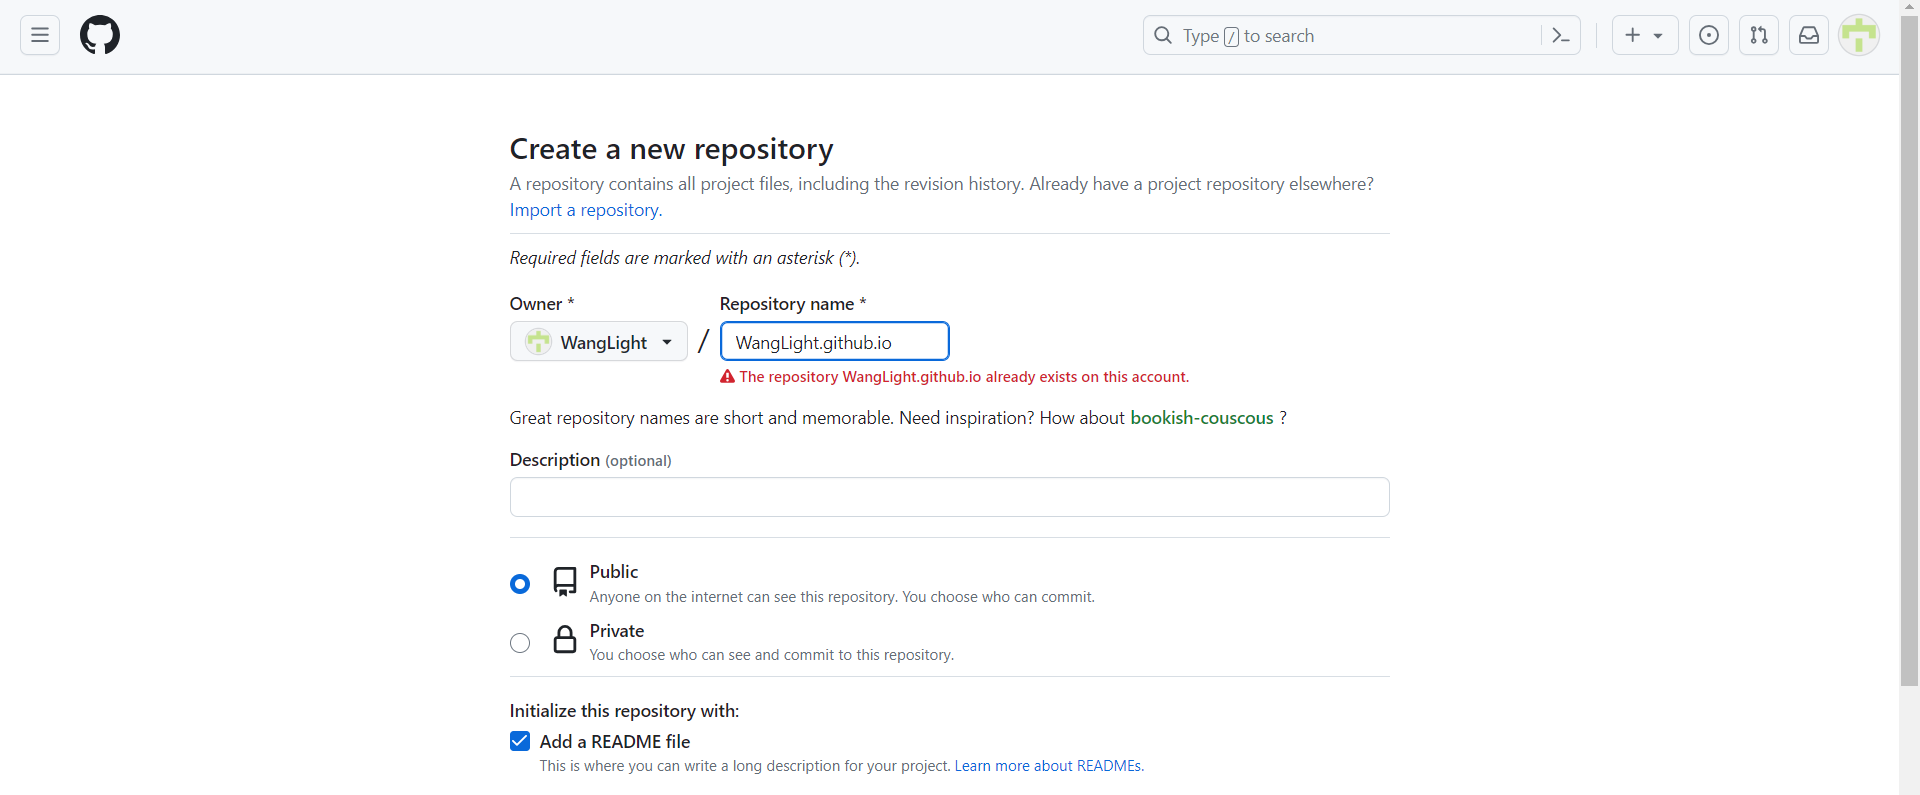 Type / to search
Create a new repository
A repository contains all project files, including the revision history. Already have a project repository elsewhere?
Import a repository.
Required fields are marked with an asterisk (*).
Owner * Repository name *
WangLight / WangLight.github.io
The repository WangLight.github.io already exists on this account.
Great repository names are short and memorable. Need inspiration? How about bookish-couscous ?
Description (optional)
Public
Anyone on the internet can see this repository. You choose who can commit.
Private
You choose who can see and commit to this repository.
Initialize this repository with:
Add a README file
This is where you can write a long description for your project. Learn more about READMEs.